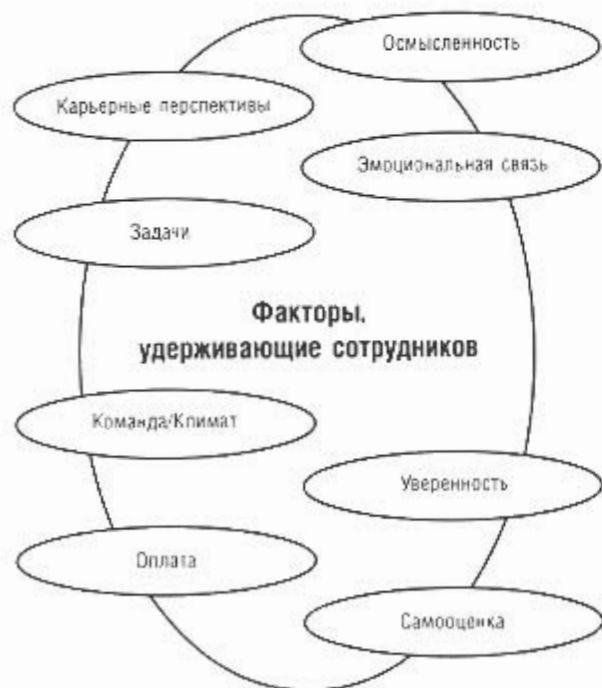 Осмысленность
Карьерные перспективы
Эмоциональная связь
Задачи
Факторы,
удерживающие сотрудников
Команда/Климат
Уверенность
Оплата
Самооценка